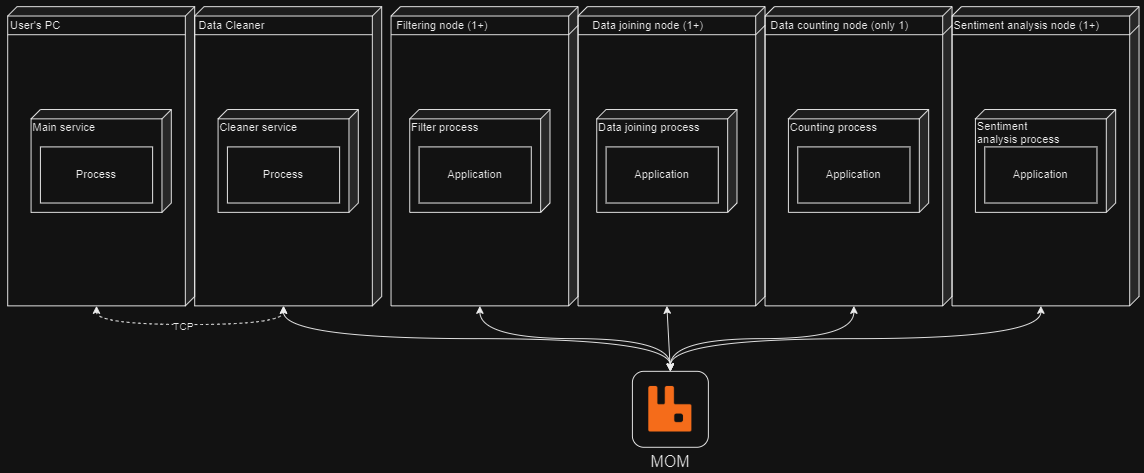 User's PC
Data Cleaner
Filtering node (1+)
Data joining node (1+)
Data counting node (only 1)
Sentiment analysis node (1+)
Main service
Cleaner service
Filter process
Data joining process
Counting process
Sentiment
analysis process
Process
Process
Application
Application
Application
Application
TCP
MOM